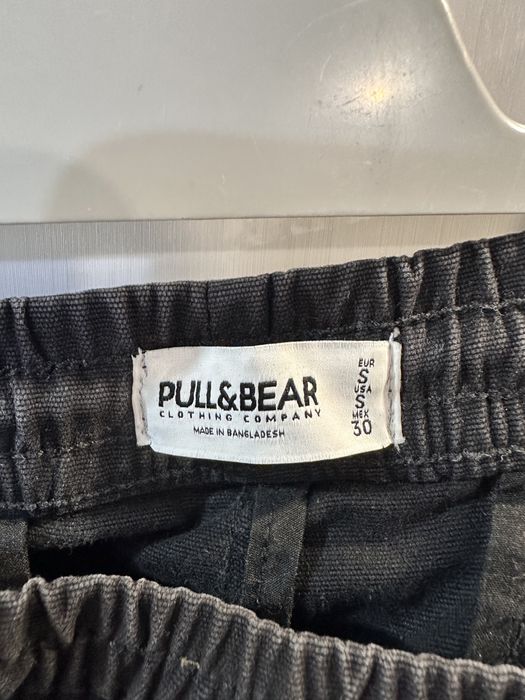 PULL&BEAR
CLOTHING COMPANY
MADE IN BANGLADESH
EUR
S
USA
S
MEX
30